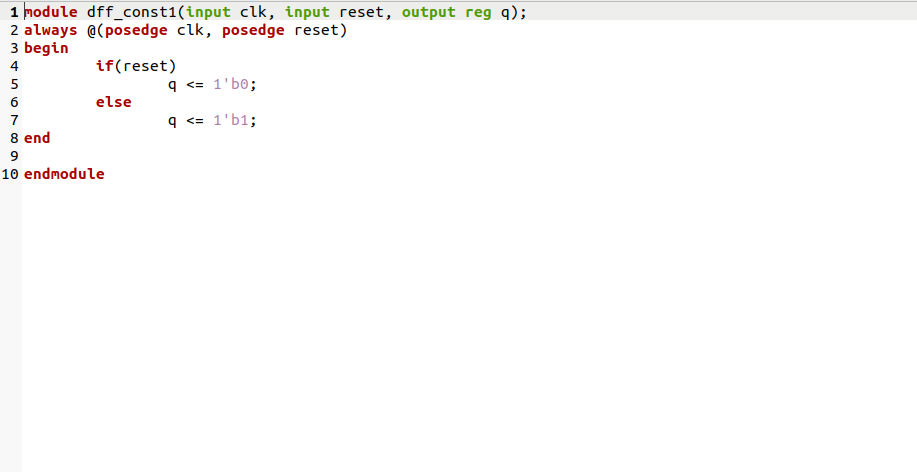 1 module dff_const1(input clk, input reset, output reg q);
2 always @(posedge clk, posedge reset)
3 begin
4 if(reset)
5 q <= 1'b0;
6 else
7 q <= 1'b1;
8 end
9
10 endmodule